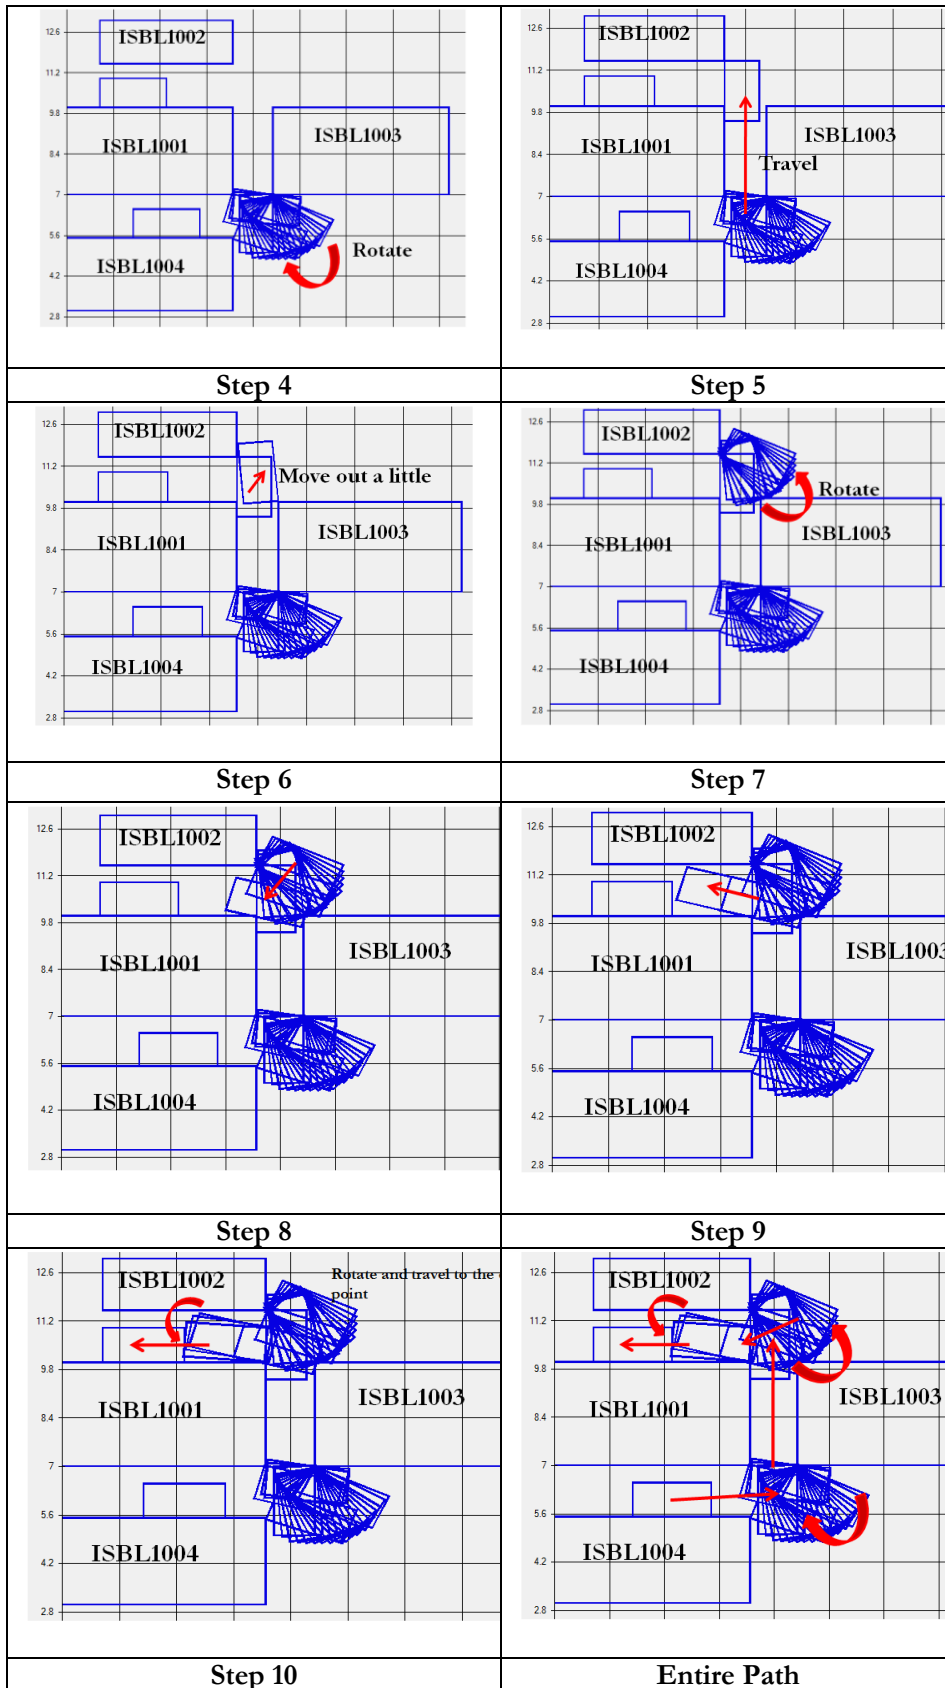 12.6
11.2
9.8
8.4
7
5.6
4.2
2.8
ISBL1002
ISBL1001
ISBL1003
ISBL1004
Rotate
12.6
11.2
9.8
8.4
7
5.6
4.2
2.8
ISBL1002
ISBL1001
ISBL1003
Travel
ISBL1004
Step 4
Step 5
12.6
11.2
9.8
8.4
7
5.6
4.2
2.8
ISBL1002
Move out a little
ISBL1001
ISBL1003
ISBL1004
12.6
11.2
9.8
8.4
7
5.6
4.2
2.8
ISBL1002
Rotate
ISBL1001
ISBL1003
ISBL1004
Step 6
Step 7
12.6
11.2
9.8
8.4
7
5.6
4.2
2.8
ISBL1002
ISBL1001
ISBL1003
ISBL1004
12.6
11.2
9.8
8.4
7
5.6
4.2
2.8
ISBL1002
ISBL1001
ISBL1003
ISBL1004
Step 8
Step 9
12.6
11.2
9.8
8.4
7
5.6
4.2
2.8
ISBL1002
Rotate and travel to the
point
ISBL1001
ISBL1003
ISBL1004
12.6
11.2
9.8
8.4
7
5.6
4.2
2.8
ISBL1002
ISBL1001
ISBL1003
ISBL1004
Step 10
Entire Path